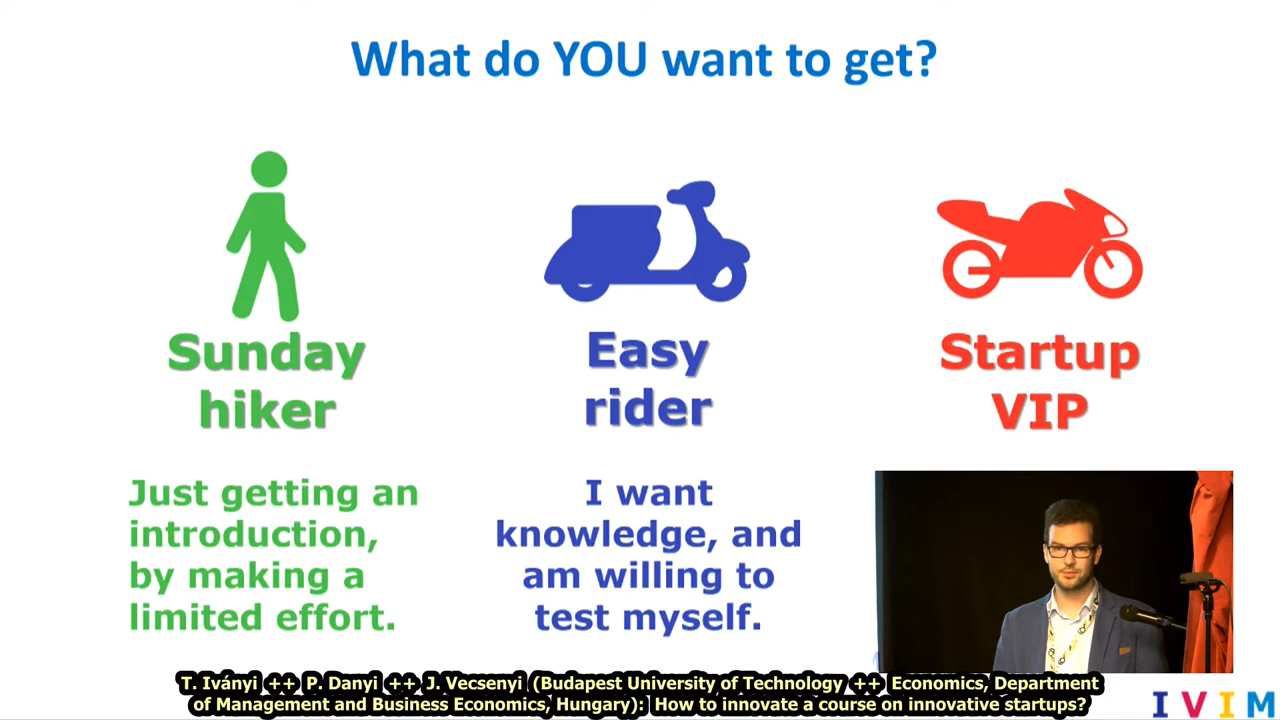 What do YOU want to get?
Sunday
hiker
Just getting an
introduction,
by making a
limited effort.
Easy
rider
I want
knowledge, and
am willing to
test myself.
Startup
VIP
T. Iványi ++ P. Danyi ++ J. Vecsenyi (Budapest University of Technology ++ Economics, Department
of Management and Business Economics, Hungary): How to innovate a course on innovative startups?
IVIM